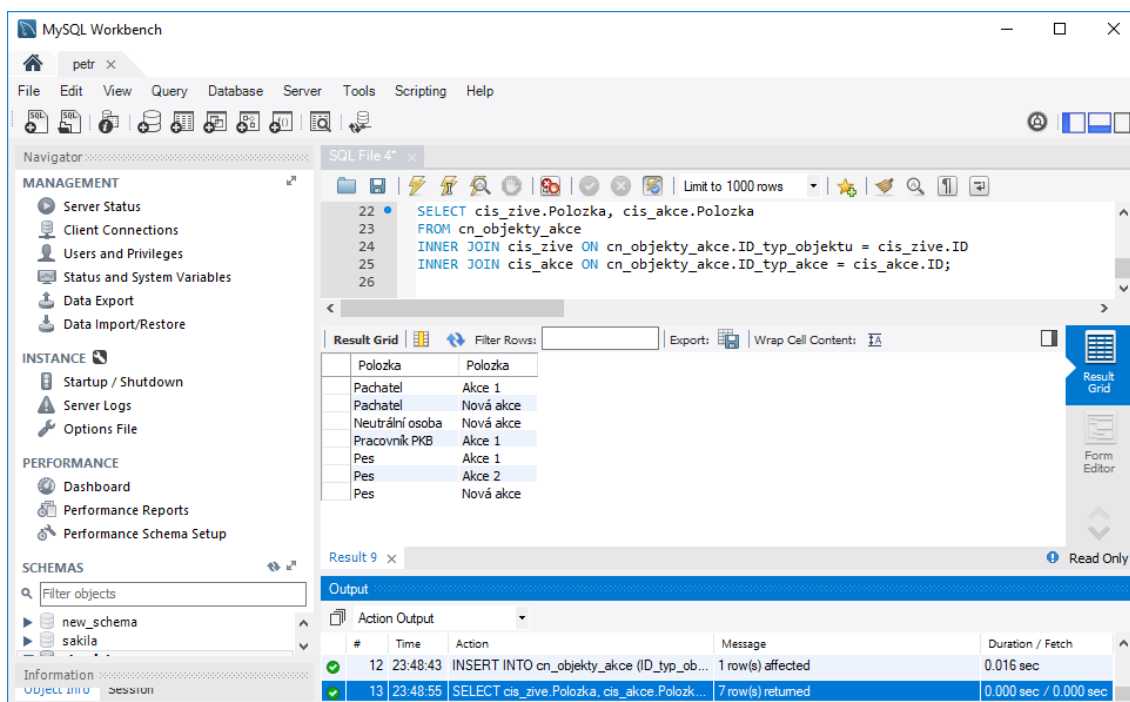 MySQL Workbench
petr
File Edit View Query Database Server Tools Scripting Help
Navigator
SQL File 4*
MANAGEMENT
Server Status
Client Connections
Users and Privileges
Status and System Variables
Data Export
Data Import/Restore
INSTANCE
Startup / Shutdown
Server Logs
Options File
PERFORMANCE
Dashboard
Performance Reports
Performance Schema Setup
SCHEMAS
Filter objects
new_schema
sakila
Information
Object Info Session
Limit to 1000 rows
22 SELECT cis_zive.Polozka, cis_akce.Polozka
23 FROM cn_objekty_akce
24 INNER JOIN cis_zive ON cn_objekty_akce.ID_typ_objektu = cis_zive.ID
25 INNER JOIN cis_akce ON cn_objekty_akce.ID_typ_akce = cis_akce.ID;
26
Result Grid Filter Rows: Export: Wrap Cell Content:
Polozka Polozka
Pachatel Akce 1
Pachatel Nová akce
Neutrální osoba Nová akce
Pracovník PKB Akce 1
Pes Akce 1
Pes Akce 2
Pes Nová akce
Result Grid
Form Editor
Result 9 Read Only
Output
Action Output
# Time Action Message Duration / Fetch
12 23:48:43 INSERT INTO cn_objekty_akce (ID_typ_ob... 1 row(s) affected 0.016 sec
13 23:48:55 SELECT cis_zive.Polozka, cis_akce.Polozk... 7 row(s) returned 0.000 sec / 0.000 sec